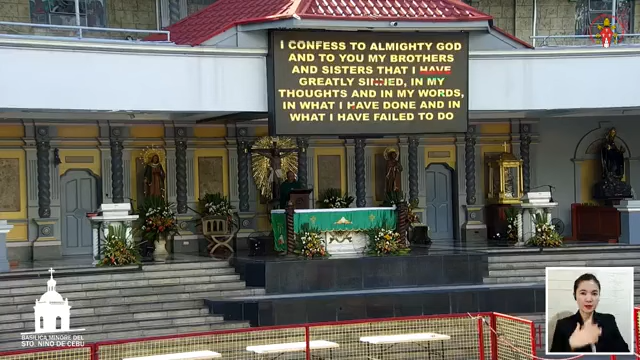 I CONFESS TO ALMIGHTY GOD
AND TO YOU MY BROTHERS
AND SISTERS THAT I HAVE
GREATLY SINNED, IN MY
THOUGHTS AND IN MY WORDS,
IN WHAT I HAVE DONE AND IN
WHAT I HAVE FAILED TO DO
BASILICA MINORE DEL
STO. NIÑO DE CEBU